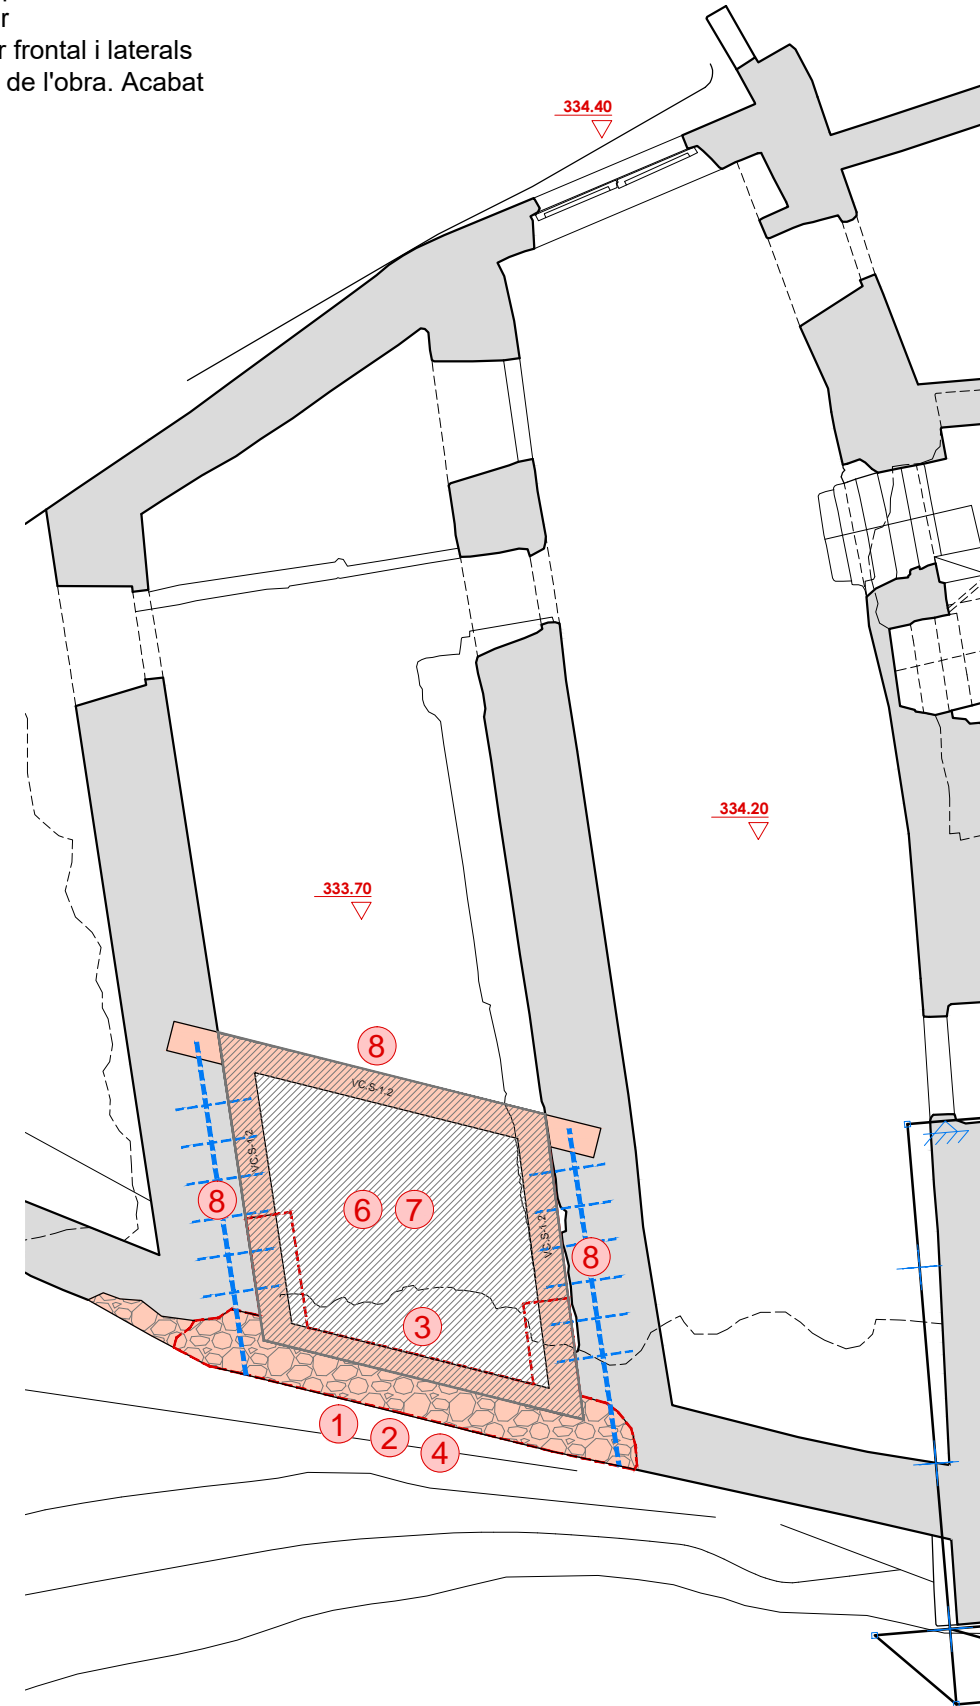 r
r frontal i laterals
de l'obra. Acabat
334.40
334.20
333.70
8
VC.S-1.2
VC.S-1.2
8
6 7
VC.S-1.2
8
3
1
2
4